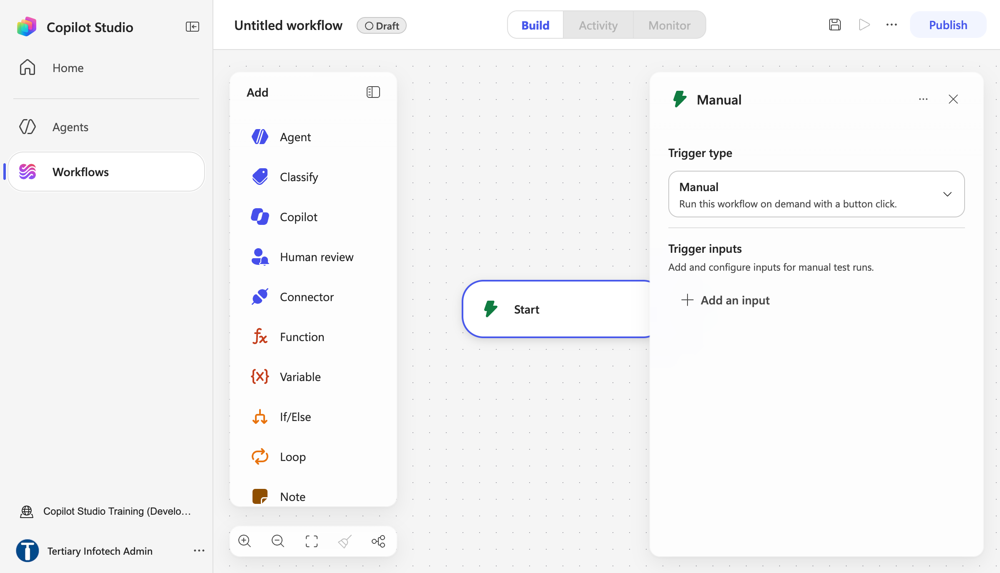 Copilot Studio
Home
Agents
Workflows
Copilot Studio Training (Develo…
Tertiary Infotech Admin
Untitled workflow
Draft
Build
Activity
Monitor
Publish
Add
Agent
Classify
Copilot
Human review
Connector
Function
Variable
If/Else
Loop
Note
Start
Manual
Trigger type
Manual
Run this workflow on demand with a button click.
Trigger inputs
Add and configure inputs for manual test runs.
Add an input